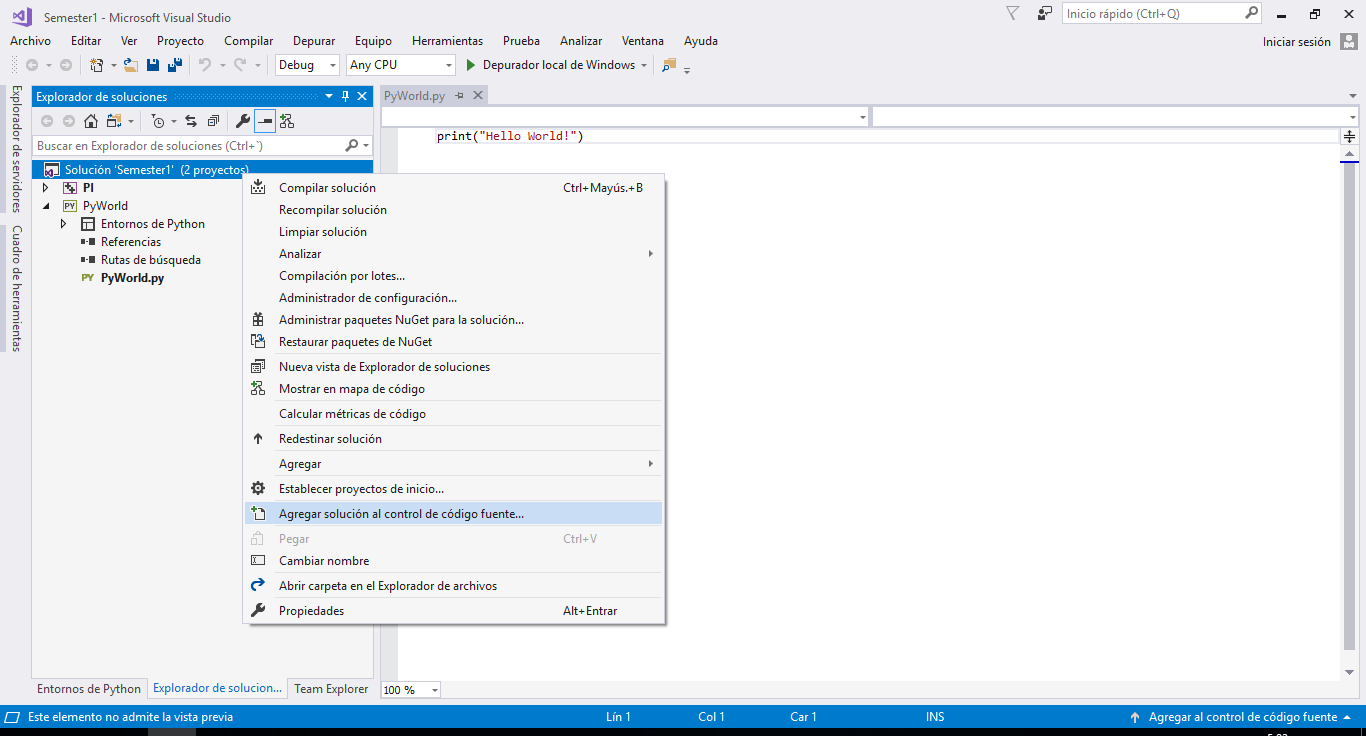 Semester1 - Microsoft Visual Studio
Inicio rápido (Ctrl+Q)
Archivo Editar Ver Proyecto Compilar Depurar Equipo Herramientas Prueba Analizar Ventana Ayuda
Iniciar sesión
Debug Any CPU Depurador local de Windows
Explorador de servidores
Cuadro de herramientas
Explorador de soluciones
PyWorld.py
Buscar en Explorador de soluciones (Ctrl+`)
print("Hello World!")
Solución 'Semester1' (2 proyectos)
PI
PY PyWorld
Entornos de Python
Referencias
Rutas de búsqueda
PY PyWorld.py
Compilar solución Ctrl+Mayús.+B
Recompilar solución
Limpiar solución
Analizar
Compilación por lotes...
Administrador de configuración...
Administrar paquetes NuGet para la solución...
Restaurar paquetes de NuGet
Nueva vista de Explorador de soluciones
Mostrar en mapa de código
Calcular métricas de código
Redestinar solución
Agregar
Establecer proyectos de inicio...
Agregar solución al control de código fuente...
Pegar Ctrl+V
Cambiar nombre
Abrir carpeta en el Explorador de archivos
Propiedades Alt+Entrar
Entornos de Python Explorador de solucion... Team Explorer
100 %
Este elemento no admite la vista previa Lín 1 Col 1 Car 1 INS Agregar al control de código fuente